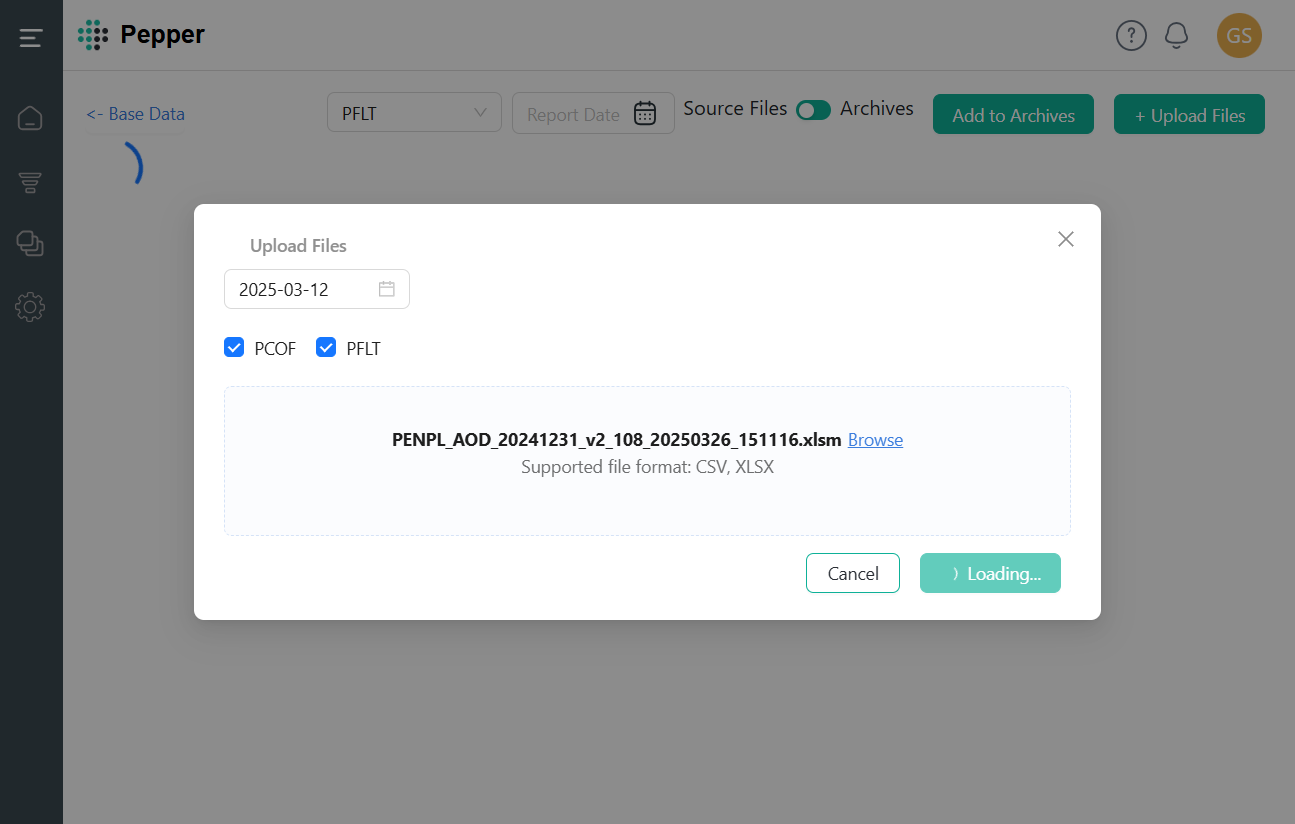 Pepper
?
GS
<- Base Data
PFLT
Report Date
Source Files
Archives
Add to Archives
+ Upload Files
Upload Files
2025-03-12
PCOF
PFLT
PENPL_AOD_20241231_v2_108_20250326_151116.xlsm Browse
Supported file format: CSV, XLSX
Cancel
Loading...